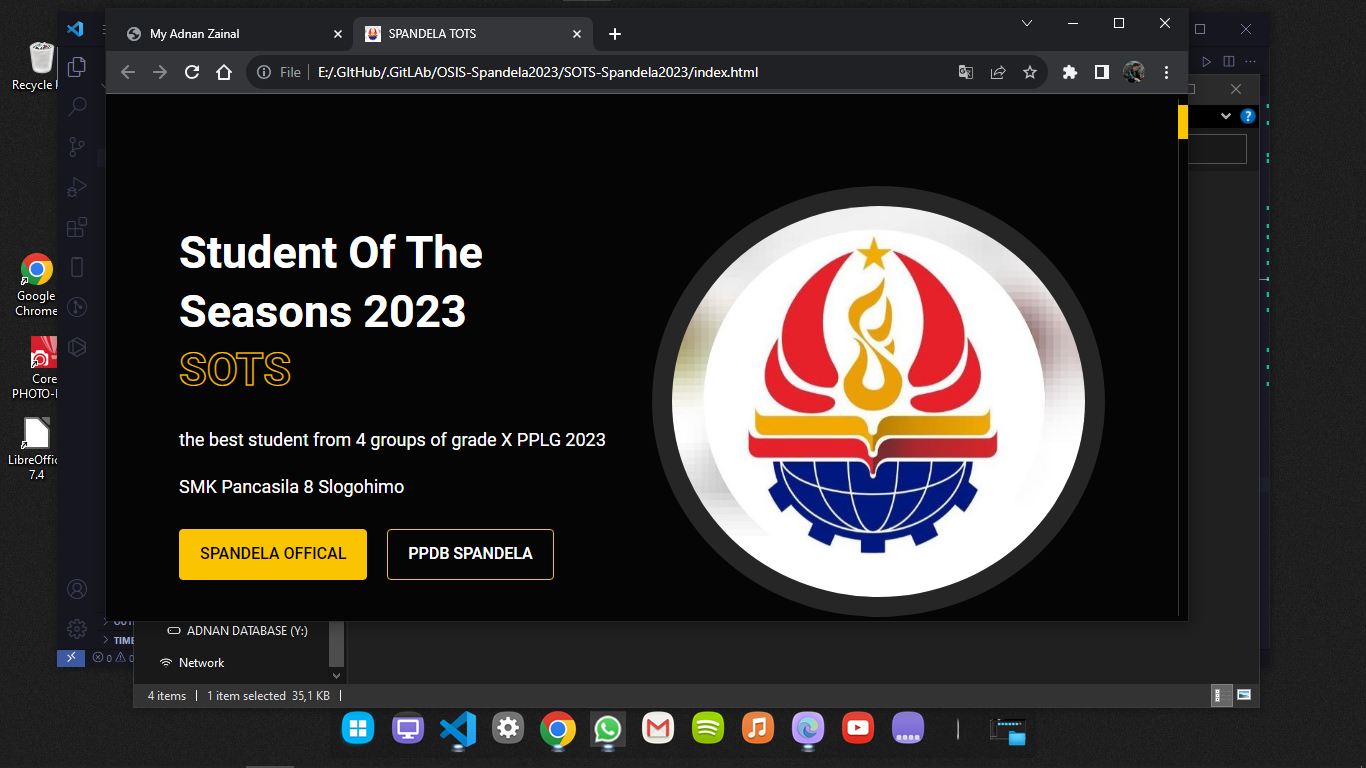 My Adnan Zainal
SPANDELA TOTS
File
E:/.GItHub/.GitLAb/OSIS-Spandela2023/SOTS-Spandela2023/index.html
Recycle
Google
Chrome
Core
PHOTO-
LibreOffic
7.4
Student Of The
Seasons 2023
SOTS
the best student from 4 groups of grade X PPLG 2023
SMK Pancasila 8 Slogohimo
SPANDELA OFFICAL
PPDB SPANDELA
OUT
TIME
0 0
ADNAN DATABASE (Y:)
Network
4 items
1 item selected 35,1 KB